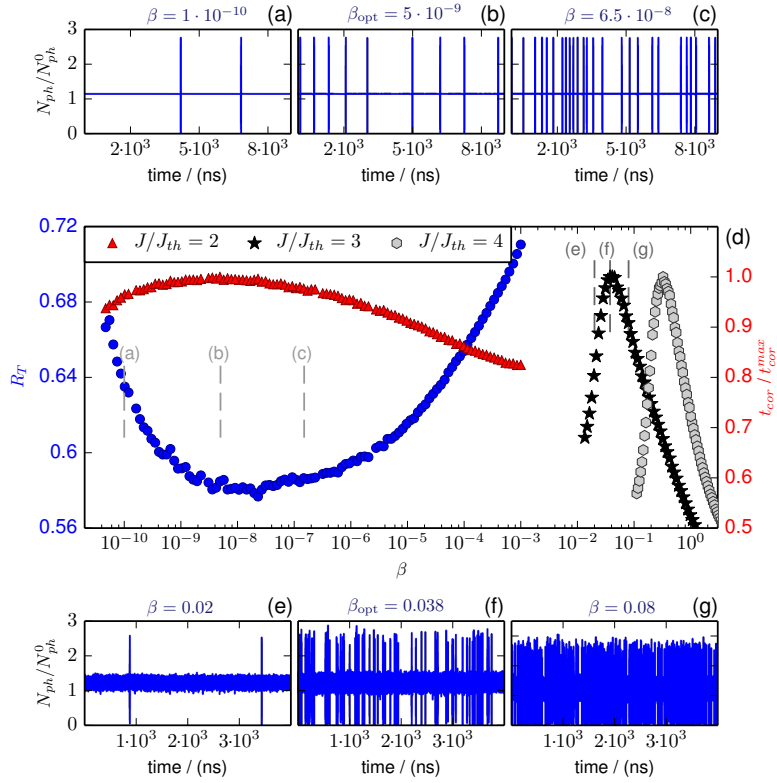 β = 1 · 10⁻¹⁰ (a)
β_opt = 5 · 10⁻⁹ (b)
β = 6.5 · 10⁻⁸ (c)
N_ph/N_ph^0
3
2
1
0
2·10³ 5·10³ 8·10³
2·10³ 5·10³ 8·10³
2·10³ 5·10³ 8·10³
time / (ns) time / (ns) time / (ns)
J/J_th = 2 J/J_th = 3 J/J_th = 4
(d)
R_T
0.72
0.68
0.64
0.6
0.56
(a) (b) (c)
(e) (f) (g)
1.0
0.9
0.8
0.7
0.6
0.5
t_cor / t_cor^max
10⁻¹⁰ 10⁻⁹ 10⁻⁸ 10⁻⁷ 10⁻⁶ 10⁻⁵ 10⁻⁴ 10⁻³ 10⁻² 10⁻¹ 10⁰
β
β = 0.02 (e)
β_opt = 0.038 (f)
β = 0.08 (g)
N_ph/N_ph^0
3
2
1
0
1·10³ 2·10³ 3·10³
1·10³ 2·10³ 3·10³
1·10³ 2·10³ 3·10³
time / (ns) time / (ns) time / (ns)